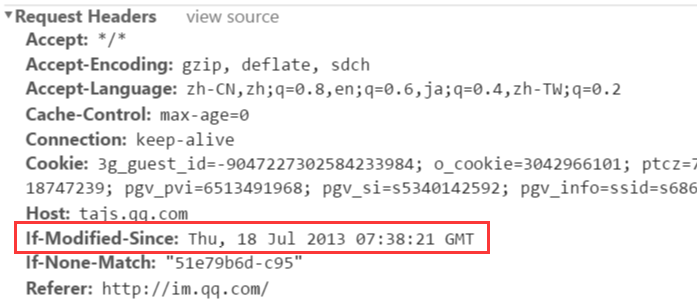 Request Headers view source
Accept: */*
Accept-Encoding: gzip, deflate, sdch
Accept-Language: zh-CN,zh;q=0.8,en;q=0.6,ja;q=0.4,zh-TW;q=0.2
Cache-Control: max-age=0
Connection: keep-alive
Cookie: 3g_guest_id=-9047227302584233984; o_cookie=3042966101; ptcz=7
18747239; pgv_pvi=6513491968; pgv_si=s5340142592; pgv_info=ssid=s686
Host: tajs.qq.com
If-Modified-Since: Thu, 18 Jul 2013 07:38:21 GMT
If-None-Match: "51e79b6d-c95"
Referer: http://im.qq.com/